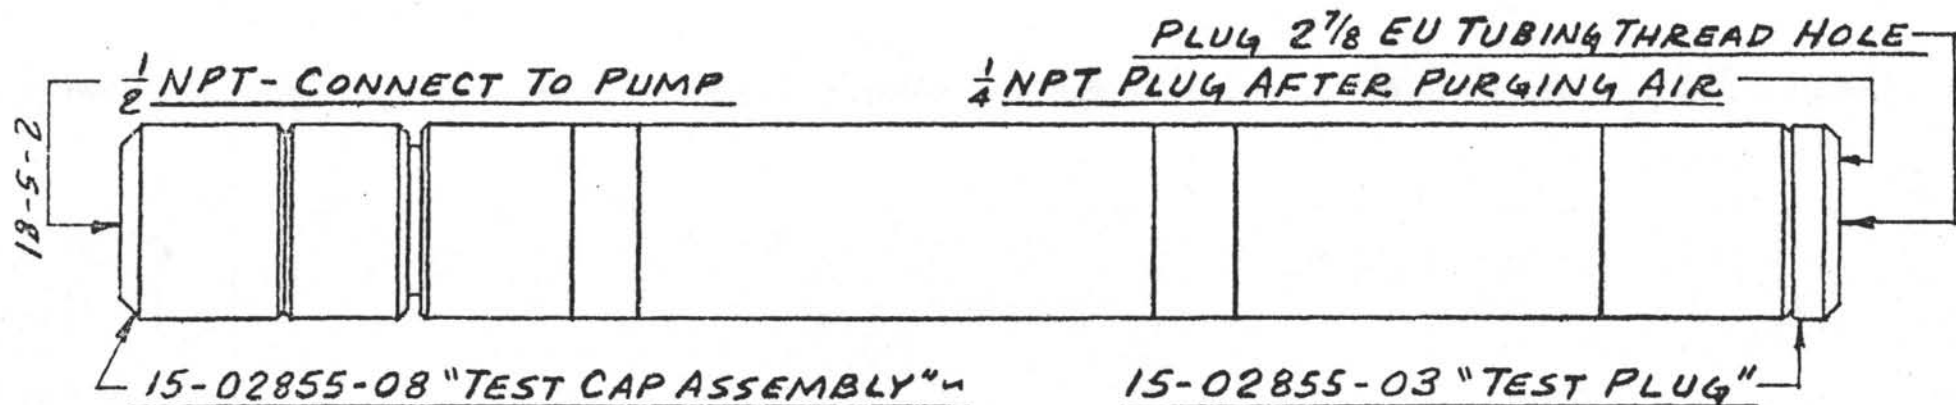 PLUG 2 7/8 EU TUBING THREAD HOLE
1/2 NPT - CONNECT TO PUMP
1/4 NPT PLUG AFTER PURGING AIR
18-5-2
15-02855-08 "TEST CAP ASSEMBLY"
15-02855-03 "TEST PLUG"